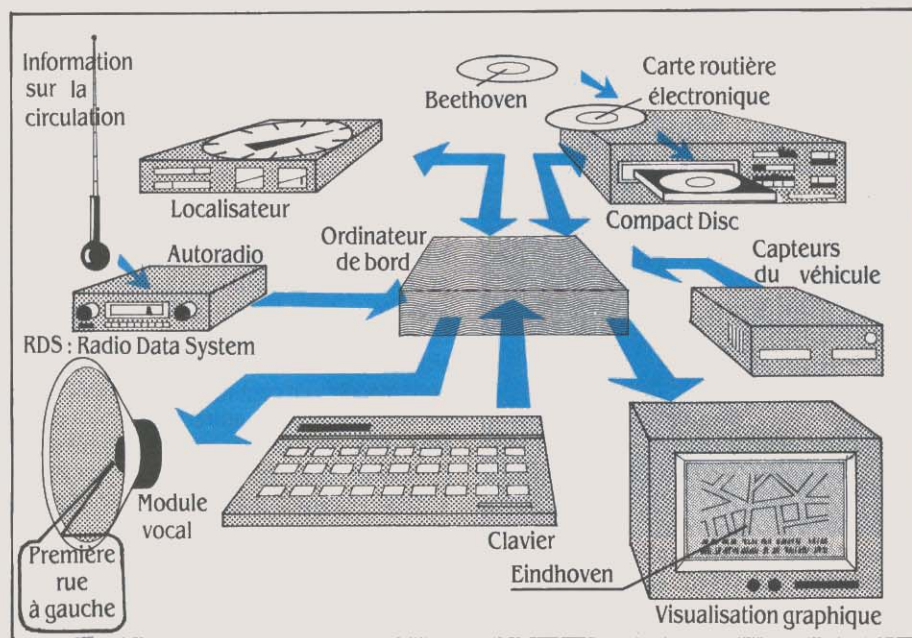 Information
sur la
circulation
Beethoven
Carte routière
électronique
Localisateur
Compact Disc
Ordinateur
de bord
Autoradio
Capteurs
du véhicule
RDS : Radio Data System
Module
vocal
Clavier
Première
rue
à gauche
Eindhoven
Visualisation graphique